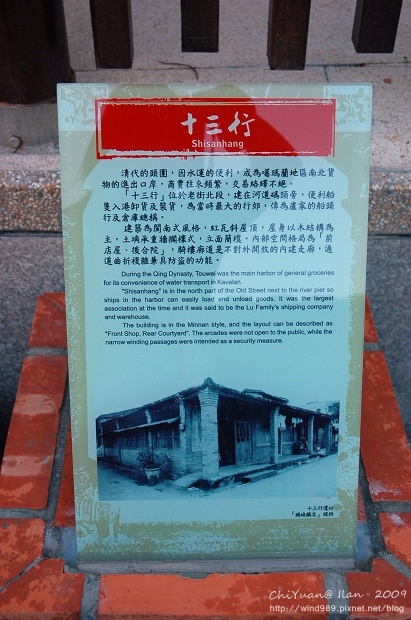 十三行
Shisanhang
清代的頭圍，因水運的便利，成為噶瑪蘭地區南北貨
物的進出口岸，商賈往來頻繁，交易絡繹不絕。
「十三行」位於老街北段，建在河道碼頭旁，便利船
隻入港卸貨及裝貨，為當時最大的行郊，傳為盧家的船頭
行及倉庫總稱。
建築為閩南式風格，紅瓦斜屋頂，屋身以木結構為
主，土埆承重牆擱檁式，立面簡樸，內部空間格局為「前
店屋、後合院」，騎樓廊道是不對外開放的內建走廊，通
道曲折複雜兼具防盜的功能。
During the Qing Dynasty, Touwei was the main harbor of general groceries
for its convenience of water transport in Kavalan.
"Shisanhang" is in the north part of the Old Street next to the river pier so
ships in the harbor can easily load and unload goods. It was the largest
association at the time and it was said to be the Lu Family's shipping company
and warehouse.
The building is in the Minnan style, and the layout can be described as
"Front Shop, Rear Courtyard". The arcades were not open to the public, while the
narrow winding passages were intended as a security measure.
十三行遺址
「頭城鎮志」提供
ChiYuan@ Ilan。2009
http://wind989.pixnet.net/blog